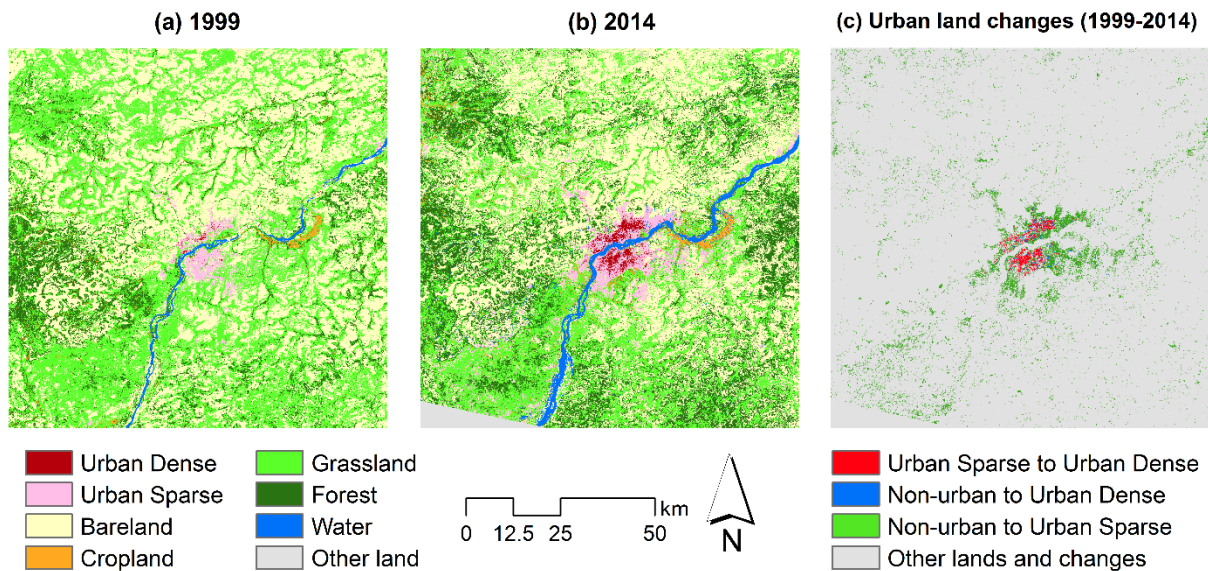 (a) 1999
(b) 2014
(c) Urban land changes (1999-2014)
Urban Dense
Urban Sparse
Bareland
Cropland
Grassland
Forest
Water
Other land
km
0 12.5 25 50
N
Urban Sparse to Urban Dense
Non-urban to Urban Dense
Non-urban to Urban Sparse
Other lands and changes